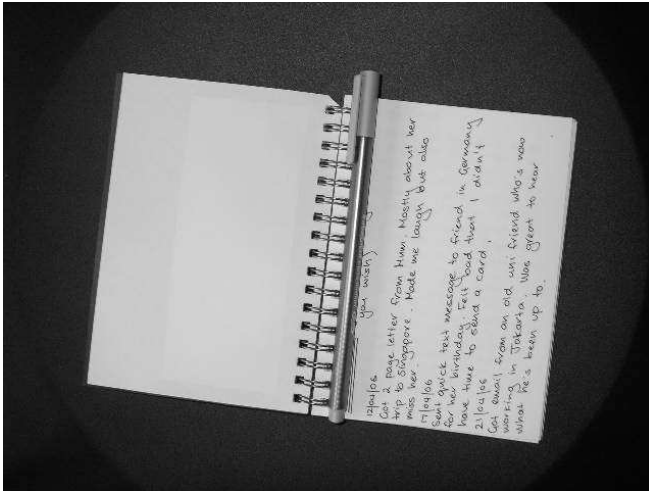 you wish)
12/04/06
Got 2 page letter from Mum. Mostly about her
trip to Singapore. Made me laugh but also
miss her.
17/04/06
Sent quick text message to friend in Germany
for her birthday. Felt bad that I didn't
have time to send a card.
21/04/06
Got email from an old uni friend who's now
working in Jakarta. Was great to hear
what he's been up to.